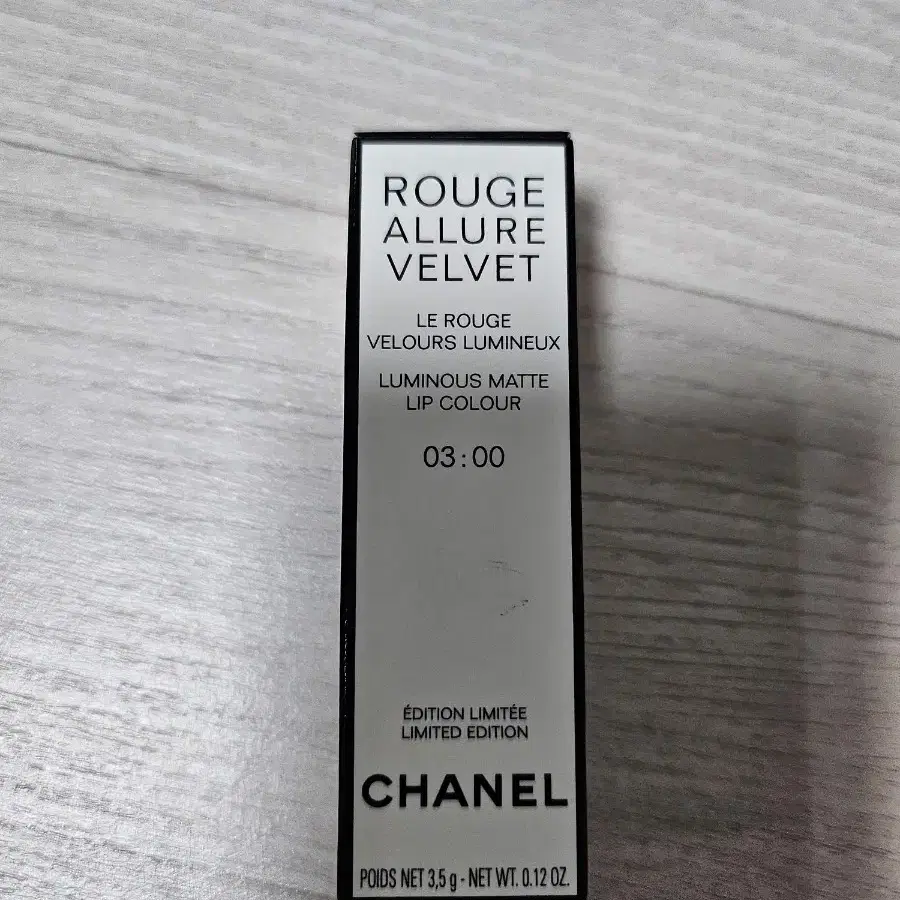 ROUGE
ALLURE
VELVET
LE ROUGE
VELOURS LUMINEUX
LUMINOUS MATTE
LIP COLOUR
03:00
ÉDITION LIMITÉE
LIMITED EDITION
CHANEL
POIDS NET 3,5 g - NET WT. 0.12 OZ.